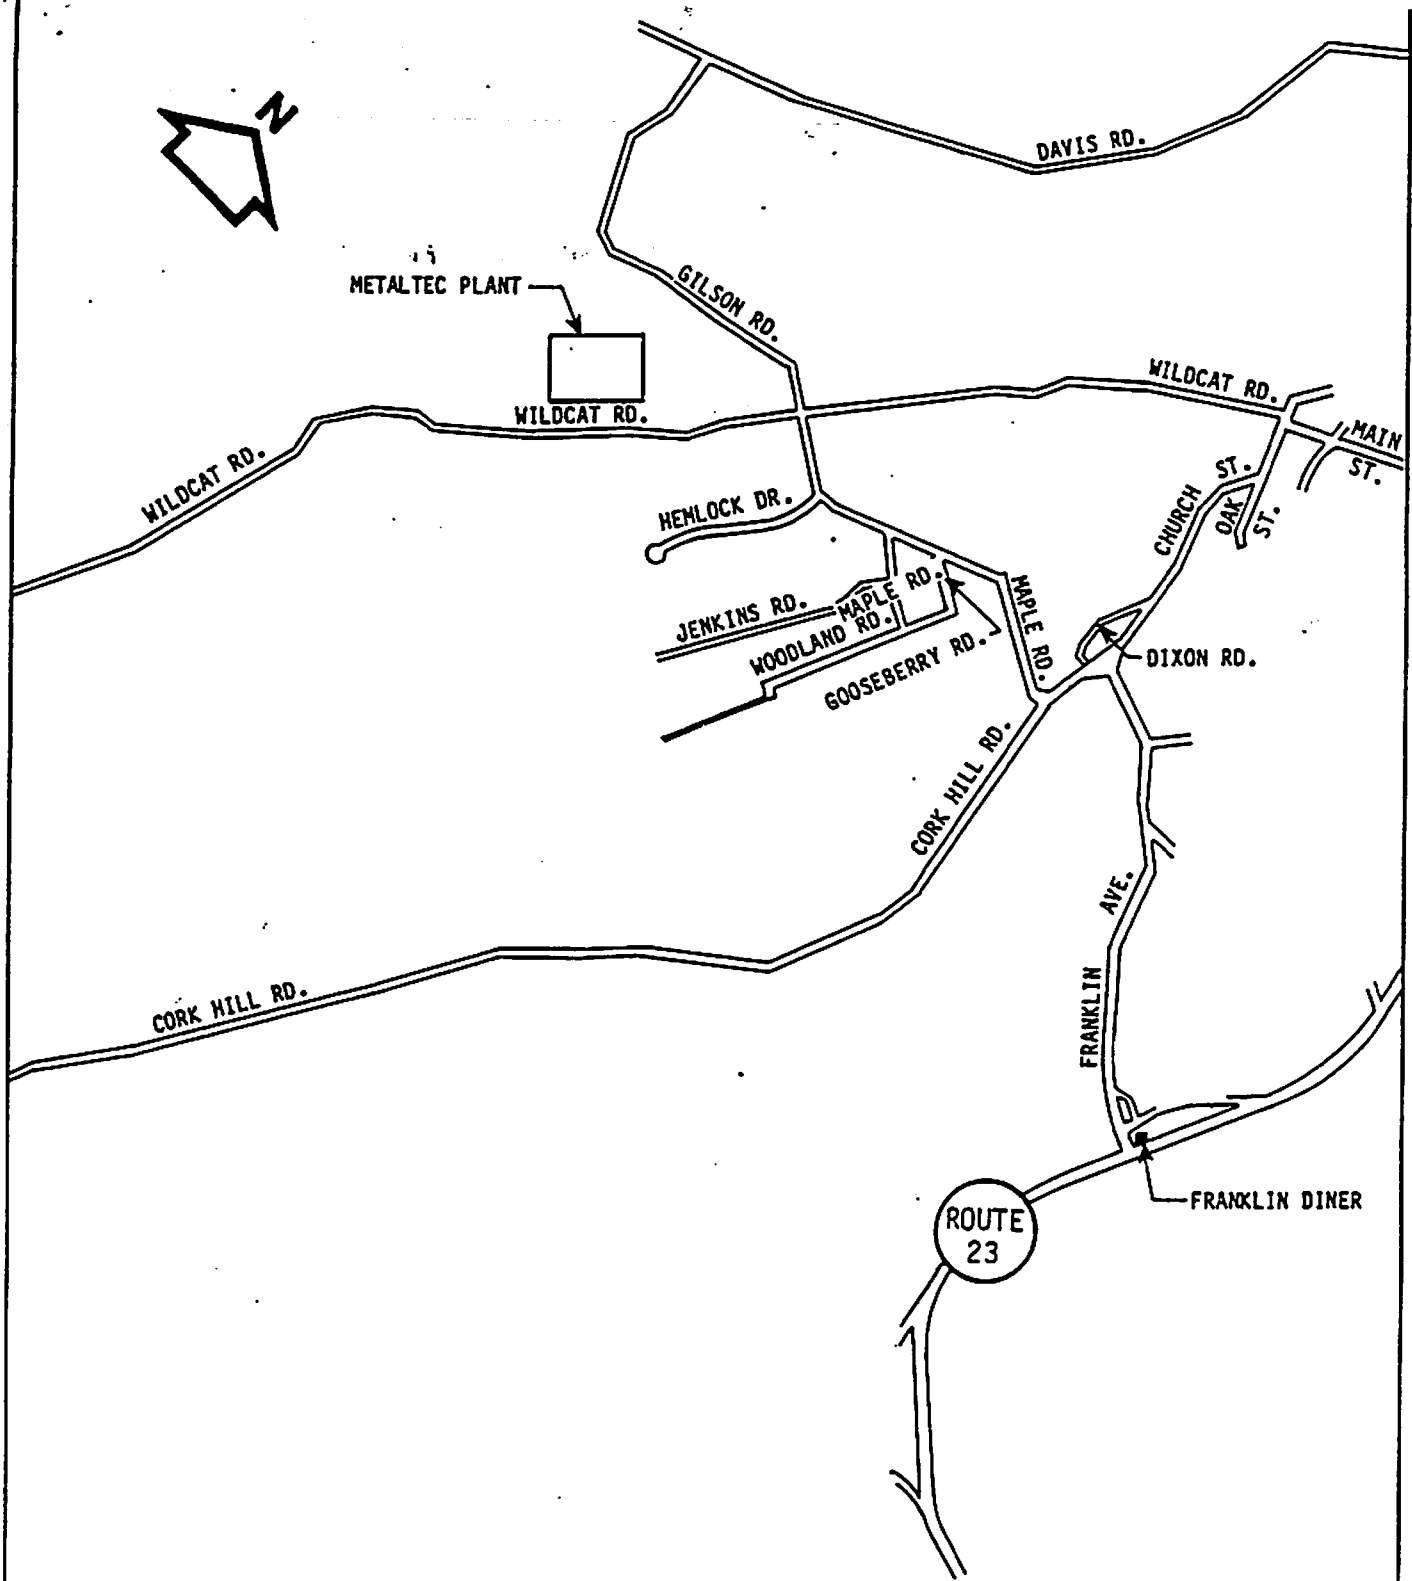 N
DAVIS RD.
METALTEC PLANT
GILSON RD.
WILDCAT RD.
WILDCAT RD.
WILDCAT RD.
MAIN
ST.
HEMLOCK DR.
CHURCH
ST.
OAK
ST.
JENKINS RD.
MAPLE RD.
MAPLE RD.
WOODLAND RD.
GOOSEBERRY RD.
DIXON RD.
CORK HILL RD.
FRANKLIN
AVE.
CORK HILL RD.
FRANKLIN DINER
ROUTE
23